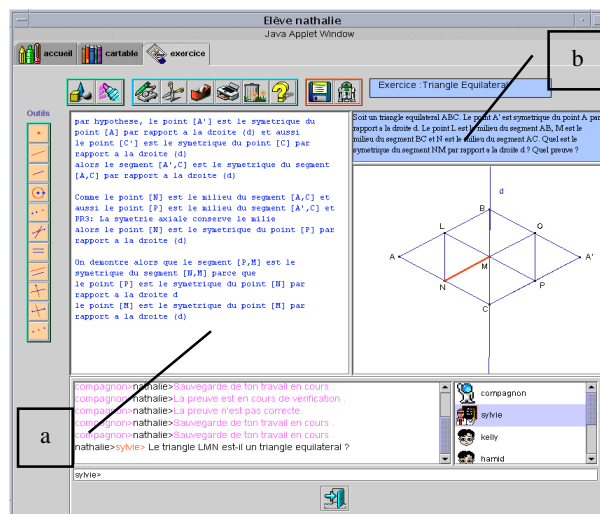 Elève nathalie
Java Applet Window
accueil
cartable
exercice
b
Exercice :Triangle Equilateral
Outils
par hypothese, le point [A'] est le symetrique du
point [A] par rapport a la droite (d) et aussi
le point [C'] est le symetrique du point [C] par
rapport a la droite (d)
alors le segment [A',C] est le symetrique du segment
[A,C] par rapport a la droite (d)
Comme le point [N] est le milieu du segment [A,C] et
aussi le point [P] est le milieu du segment [A',C] et
PR3: La symetrie axiale conserve le milie
alors le point [N] est le symetrique du point [P] par
rapport a la droite (d)
On demontre alors que le segment [P,M] est le
symetrique du segment [N,M] parce que
le point [P] est le symetrique du point [N] par
rapport a la droite d
le point [M] est le symetrique du point [M] par
rapport a la droite (d)
Soit un triangle equilateral ABC. Le point A' est symetrique du point A par
rapport a la droite d. Le point L est le milieu du segment AB, M est le
milieu du segment BC et N est le milieu du segment AC. Quel est le
symetrique du segment NM par rapport a la droite d ? Quel preuve ?
d
B
L
Q
A
M
A'
N
P
C
compagnon>nathalie>Sauvegarde de ton travail en cours .
compagnon>nathalie>La preuve est en cours de verification .
compagnon>nathalie>La preuve n'est pas correcte.
compagnon>nathalie>Sauvegarde de ton travail en cours .
compagnon>nathalie>Sauvegarde de ton travail en cours .
nathalie>sylvie> Le triangle LMN est-il un triangle equilateral ?
compagnon
sylvie
kelly
hamid
a
sylvie>